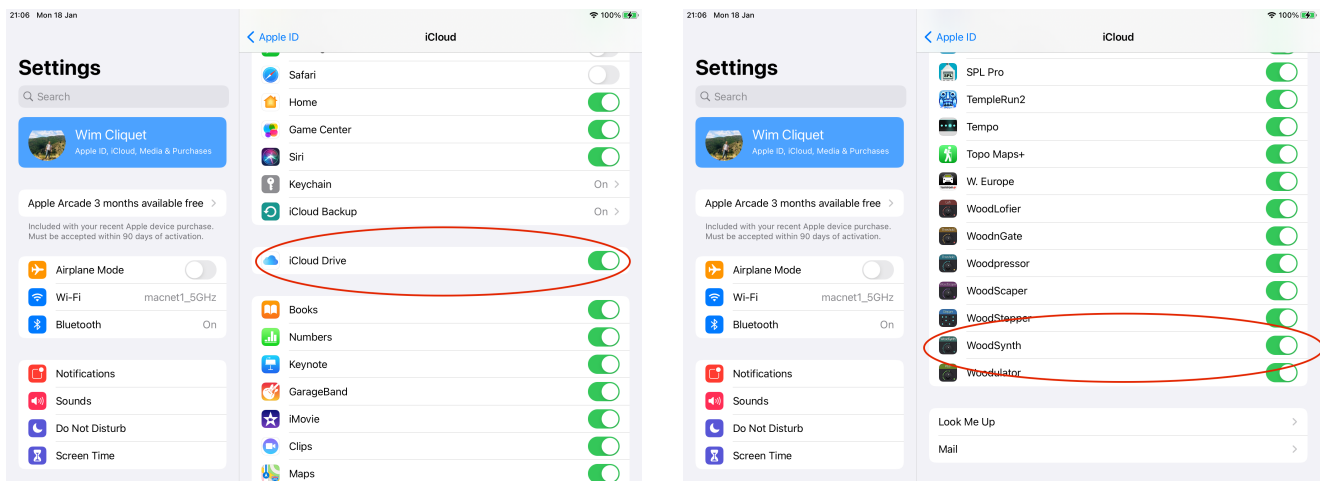 21:06 Mon 18 Jan
100%
Settings
Search
Wim Cliquet
Apple ID, iCloud, Media & Purchases
Apple Arcade 3 months available free
Included with your recent Apple device purchase.
Must be accepted within 90 days of activation.
Airplane Mode
Wi-Fi macnet1_5GHz
Bluetooth On
Notifications
Sounds
Do Not Disturb
Screen Time
Apple ID
iCloud
Safari
Home
Game Center
Siri
Keychain On
iCloud Backup On
iCloud Drive
Books
Numbers
Keynote
GarageBand
iMovie
Clips
Maps
21:06 Mon 18 Jan
100%
Settings
Search
Wim Cliquet
Apple ID, iCloud, Media & Purchases
Apple Arcade 3 months available free
Included with your recent Apple device purchase.
Must be accepted within 90 days of activation.
Airplane Mode
Wi-Fi macnet1_5GHz
Bluetooth On
Notifications
Sounds
Do Not Disturb
Screen Time
Apple ID
iCloud
SPL Pro
TempleRun2
Tempo
Topo Maps+
W. Europe
WoodLofier
WoodnGate
Woodpressor
WoodScaper
WoodStepper
WoodSynth
Woodulator
Look Me Up
Mail